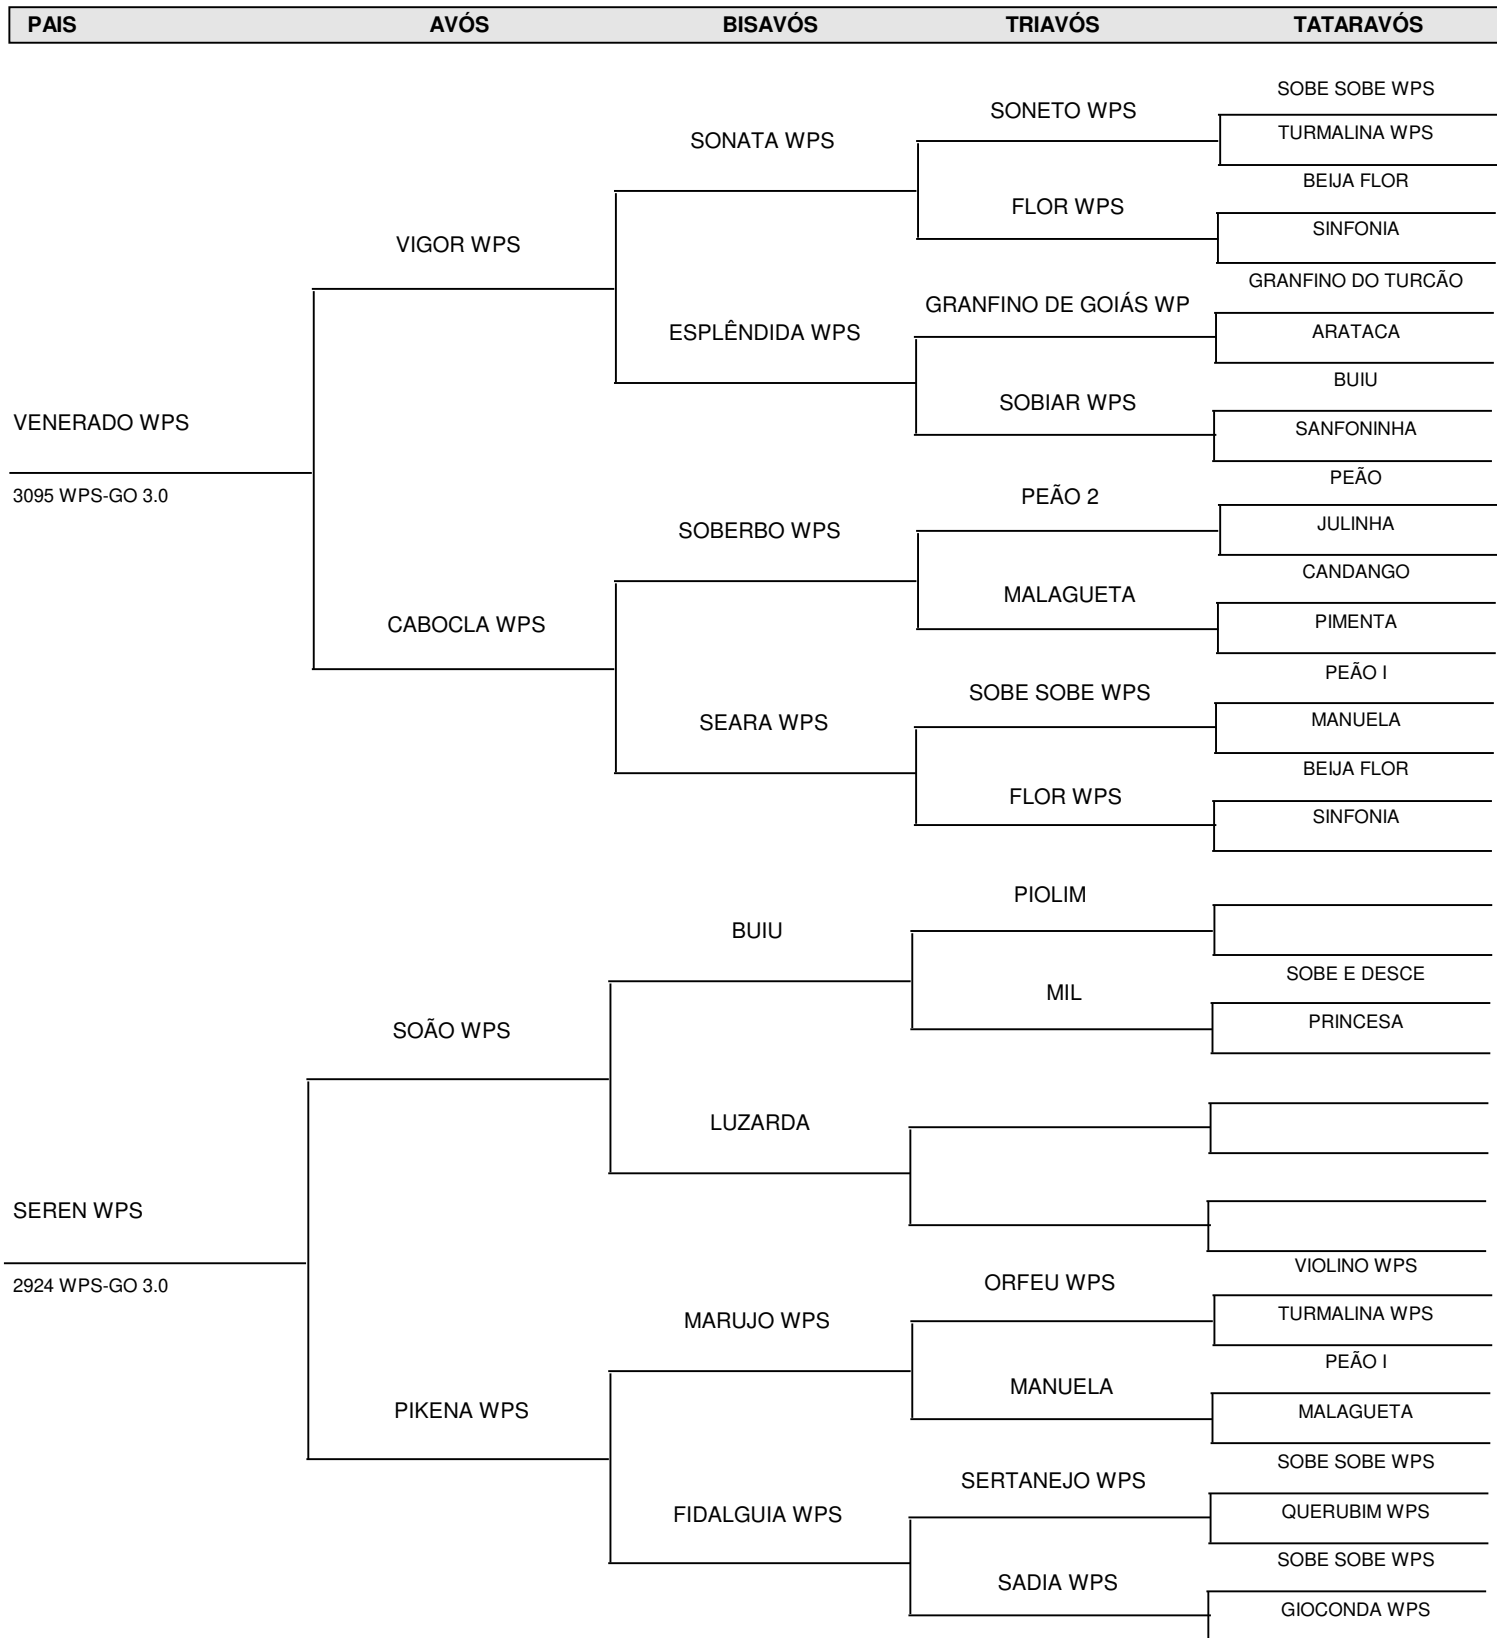 PAIS AVÓS BISAVÓS TRIAVÓS TATARAVÓS
SOBE SOBE WPS
SONETO WPS
TURMALINA WPS
SONATA WPS
BEIJA FLOR
FLOR WPS
SINFONIA
VIGOR WPS
GRANFINO DO TURCÃO
GRANFINO DE GOIÁS WP
ARATACA
ESPLÊNDIDA WPS
BUIU
SOBIAR WPS
SANFONINHA
VENERADO WPS
3095 WPS-GO 3.0
PEÃO
PEÃO 2
JULINHA
SOBERBO WPS
CANDANGO
MALAGUETA
PIMENTA
CABOCLA WPS
PEÃO I
SOBE SOBE WPS
MANUELA
SEARA WPS
BEIJA FLOR
FLOR WPS
SINFONIA
PIOLIM
BUIU
SOBE E DESCE
MIL
PRINCESA
SOÃO WPS
LUZARDA
SEREN WPS
2924 WPS-GO 3.0
VIOLINO WPS
ORFEU WPS
TURMALINA WPS
MARUJO WPS
PEÃO I
MANUELA
MALAGUETA
PIKENA WPS
SOBE SOBE WPS
SERTANEJO WPS
QUERUBIM WPS
FIDALGUIA WPS
SOBE SOBE WPS
SADIA WPS
GIOCONDA WPS